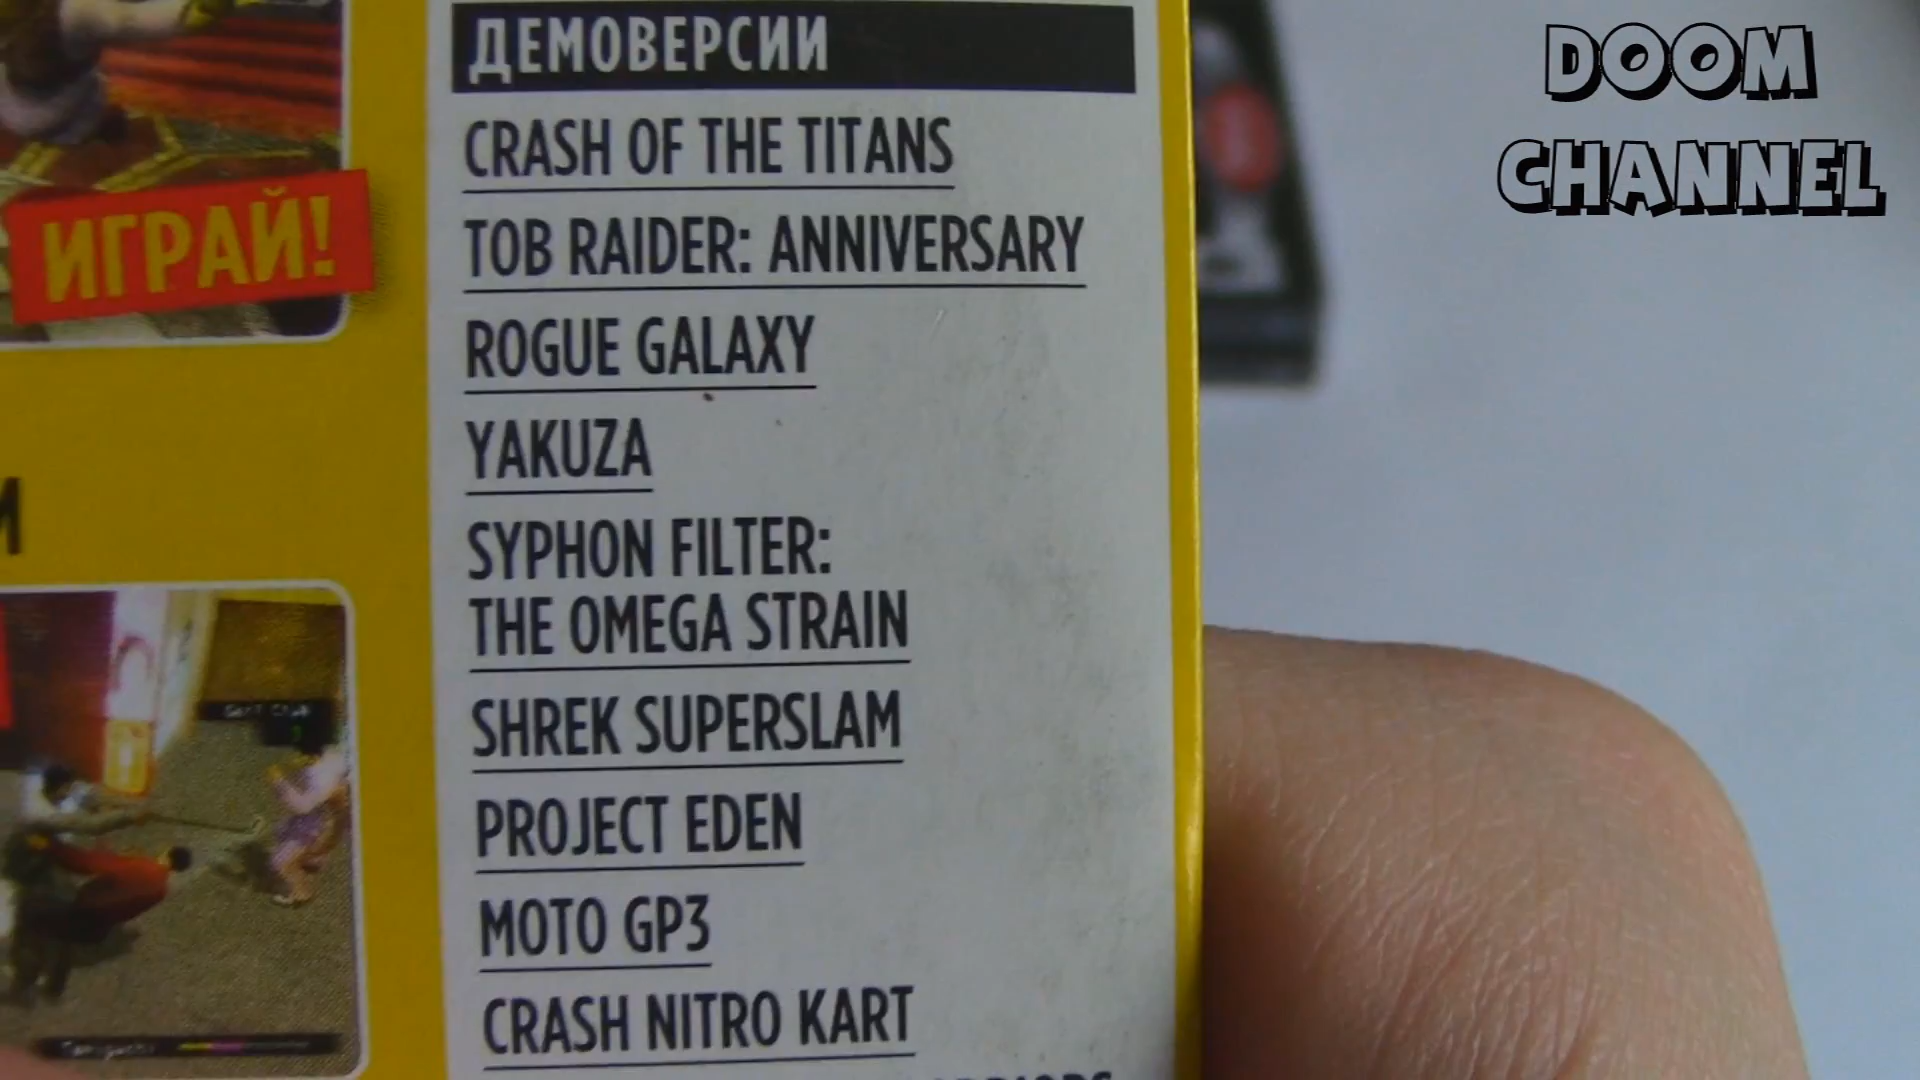 ДЕМОВЕРСИИ
CRASH OF THE TITANS
TOB RAIDER: ANNIVERSARY
ROGUE GALAXY
YAKUZA
SYPHON FILTER:
THE OMEGA STRAIN
SHREK SUPERSLAM
PROJECT EDEN
MOTO GP3
CRASH NITRO KART
ИГРАЙ!
DOOM
CHANNEL